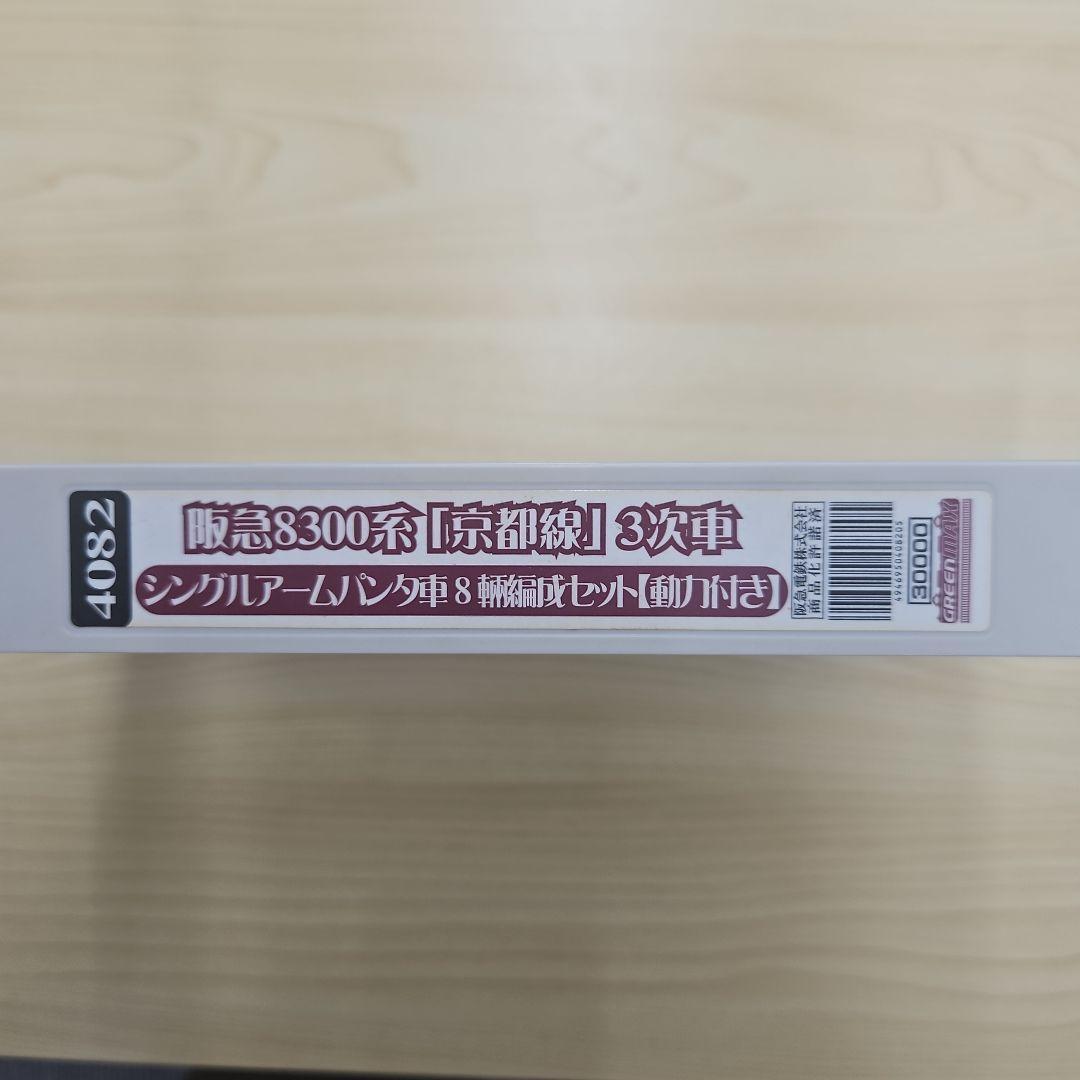 4082
阪急8300系「京都線」3次車
シングルアームパンタ車8輛編成セット【動力付き】
阪急電鉄株式会社
商品化許諾済
4946950408205
30000
GREENMAX